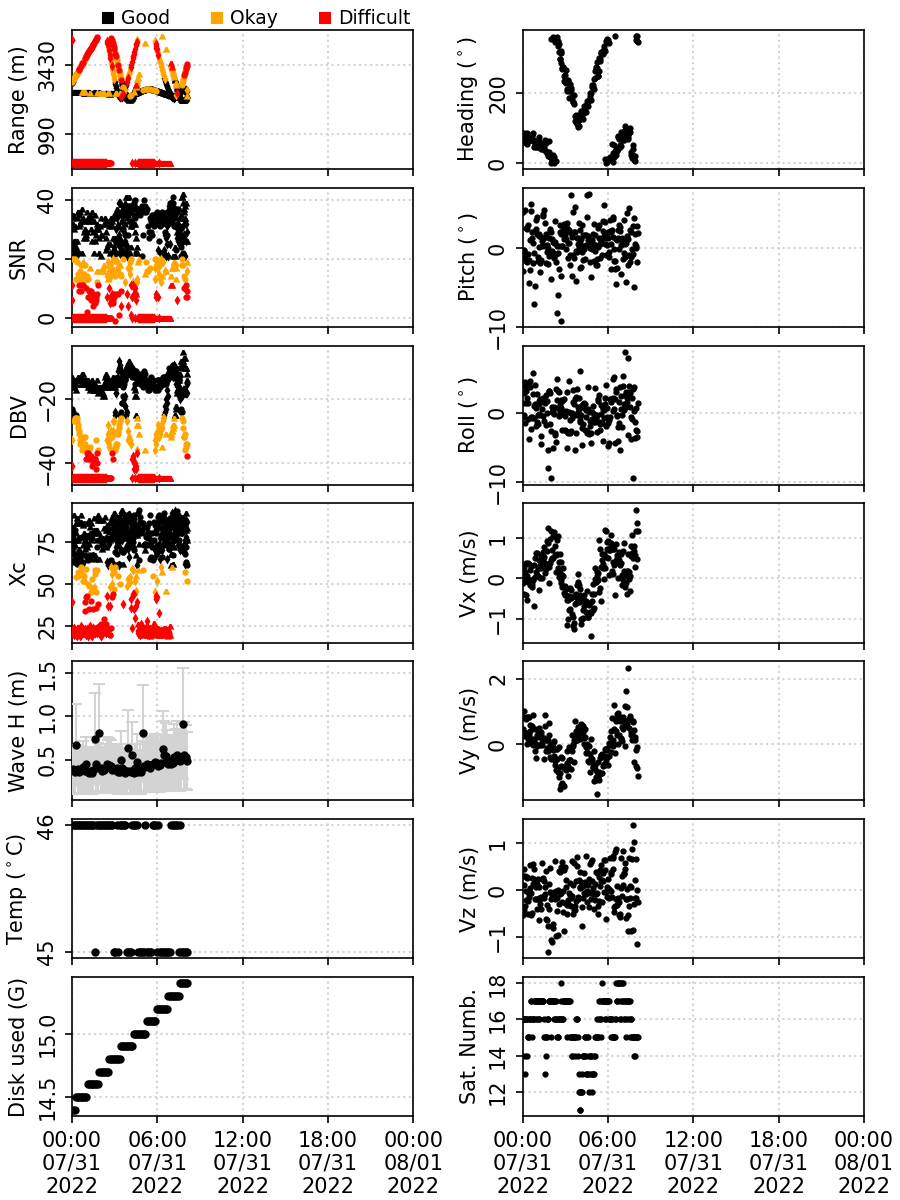 Good Okay Difficult
Range (m)
3430
990
Heading (°)
200
0
SNR
40
20
0
Pitch (°)
0
−10
DBV
−20
−40
Roll (°)
0
−10
Xc
75
50
25
Vx (m/s)
1
0
−1
Wave H (m)
1.5
1.0
0.5
Vy (m/s)
2
0
Temp (°C)
46
45
Vz (m/s)
1
0
−1
Disk used (G)
15.0
14.5
Sat. Numb.
18
16
14
12
00:00 06:00 12:00 18:00 00:00
07/31 07/31 07/31 07/31 08/01
2022 2022 2022 2022 2022
00:00 06:00 12:00 18:00 00:00
07/31 07/31 07/31 07/31 08/01
2022 2022 2022 2022 2022